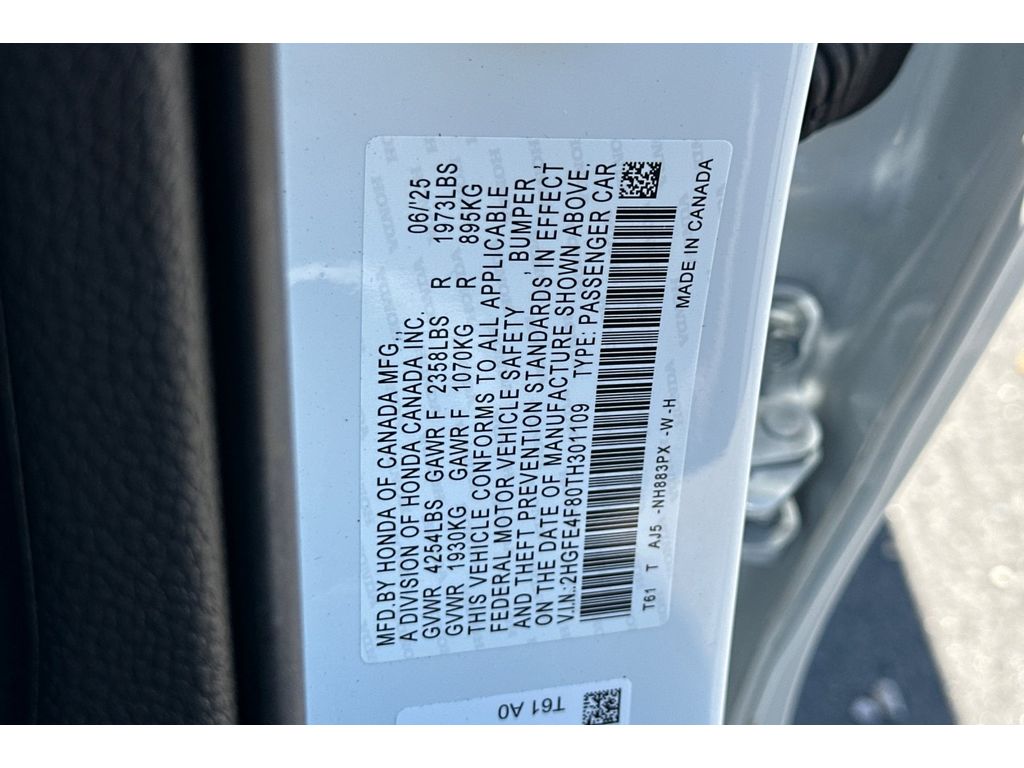 MFD.BY HONDA OF CANADA MFG.,
A DIVISION OF HONDA CANADA INC. 06/'25
GVWR 4254LBS GAWR F 2358LBS R 1973LBS
GVWR 1930KG GAWR F 1070KG R 895KG
THIS VEHICLE CONFORMS TO ALL APPLICABLE
FEDERAL MOTOR VEHICLE SAFETY, BUMPER,
AND THEFT PREVENTION STANDARDS IN EFFECT
ON THE DATE OF MANUFACTURE SHOWN ABOVE.
V.I.N.:2HGFE4F80TH301109 TYPE: PASSENGER CAR
T61 T AJ5 -NH883PX -W-H
MADE IN CANADA
T61 A0